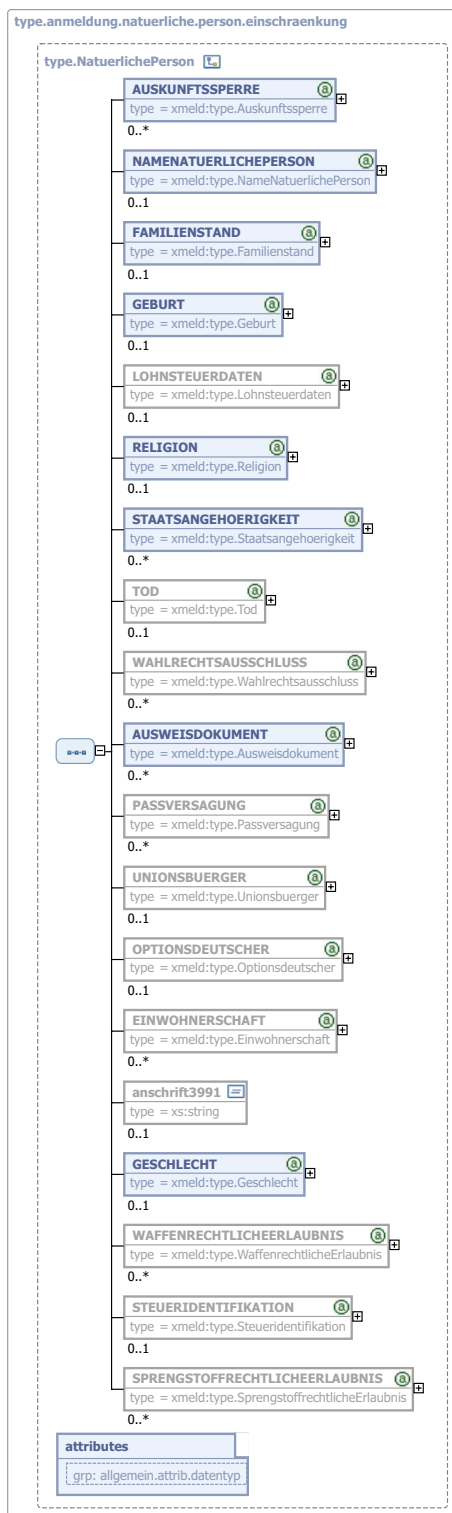 type.anmeldung.natuerliche.person.einschraenkung
type.NatuerlichePerson
AUSKUNFTSSPERRE a
type = xmeld:type.Auskunftssperre
0..*
NAMENATUERLICHEPERSON a
type = xmeld:type.NameNatuerlichePerson
0..1
FAMILIENSTAND a
type = xmeld:type.Familienstand
0..1
GEBURT a
type = xmeld:type.Geburt
0..1
LOHNSTEUERDATEN a
type = xmeld:type.Lohnsteuerdaten
0..1
RELIGION a
type = xmeld:type.Religion
0..1
STAATSANGEHOERIGKEIT a
type = xmeld:type.Staatsangehoerigkeit
0..*
TOD a
type = xmeld:type.Tod
0..1
WAHLRECHTSAUSSCHLUSS a
type = xmeld:type.Wahlrechtsausschluss
0..*
AUSWEISDOKUMENT a
type = xmeld:type.Ausweisdokument
0..*
PASSVERSAGUNG a
type = xmeld:type.Passversagung
0..*
UNIONSBUERGER a
type = xmeld:type.Unionsbuerger
0..1
OPTIONSDEUTSCHER a
type = xmeld:type.Optionsdeutscher
0..1
EINWOHNERSCHAFT a
type = xmeld:type.Einwohnerschaft
0..*
anschrift3991
type = xs:string
0..1
GESCHLECHT a
type = xmeld:type.Geschlecht
0..1
WAFFENRECHTLICHEERLAUBNIS a
type = xmeld:type.WaffenrechtlicheErlaubnis
0..*
STEUERIDENTIFIKATION a
type = xmeld:type.Steueridentifikation
0..1
SPRENGSTOFFRECHTLICHEERLAUBNIS a
type = xmeld:type.SprengstoffrechtlicheErlaubnis
0..*
attributes
grp: allgemein.attrib.datentyp